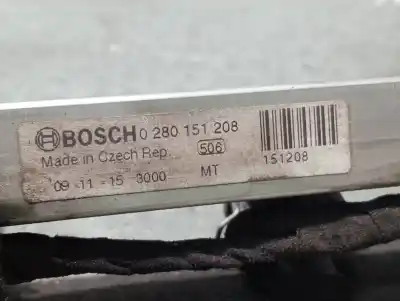 BOSCH 0 280 151 208
Made in Czech Rep. 506
09-11-15 3000 MT
151208